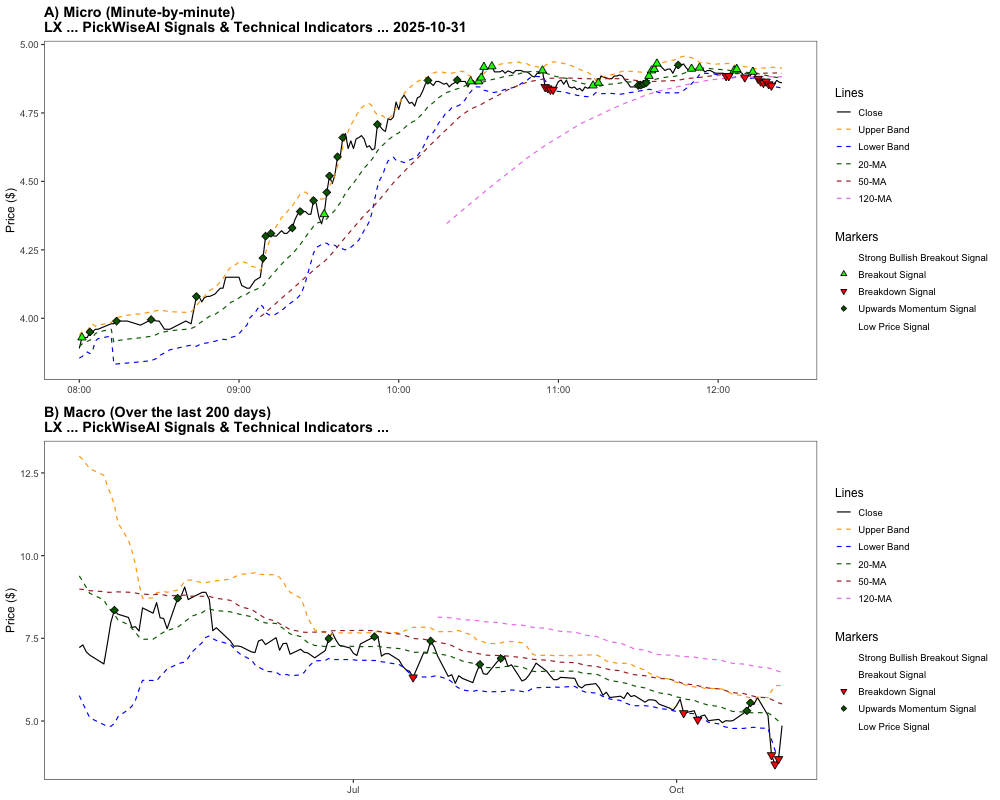 A) Micro (Minute-by-minute)
LX ... PickWiseAI Signals & Technical Indicators ... 2025-10-31
Price ($)
5.00
4.75
4.50
4.25
4.00
08:00
09:00
10:00
11:00
12:00
Lines
Close
Upper Band
Lower Band
20-MA
50-MA
120-MA
Markers
Strong Bullish Breakout Signal
Breakout Signal
Breakdown Signal
Upwards Momentum Signal
Low Price Signal
B) Macro (Over the last 200 days)
LX ... PickWiseAI Signals & Technical Indicators ...
Price ($)
12.5
10.0
7.5
5.0
Jul
Oct
Lines
Close
Upper Band
Lower Band
20-MA
50-MA
120-MA
Markers
Strong Bullish Breakout Signal
Breakout Signal
Breakdown Signal
Upwards Momentum Signal
Low Price Signal